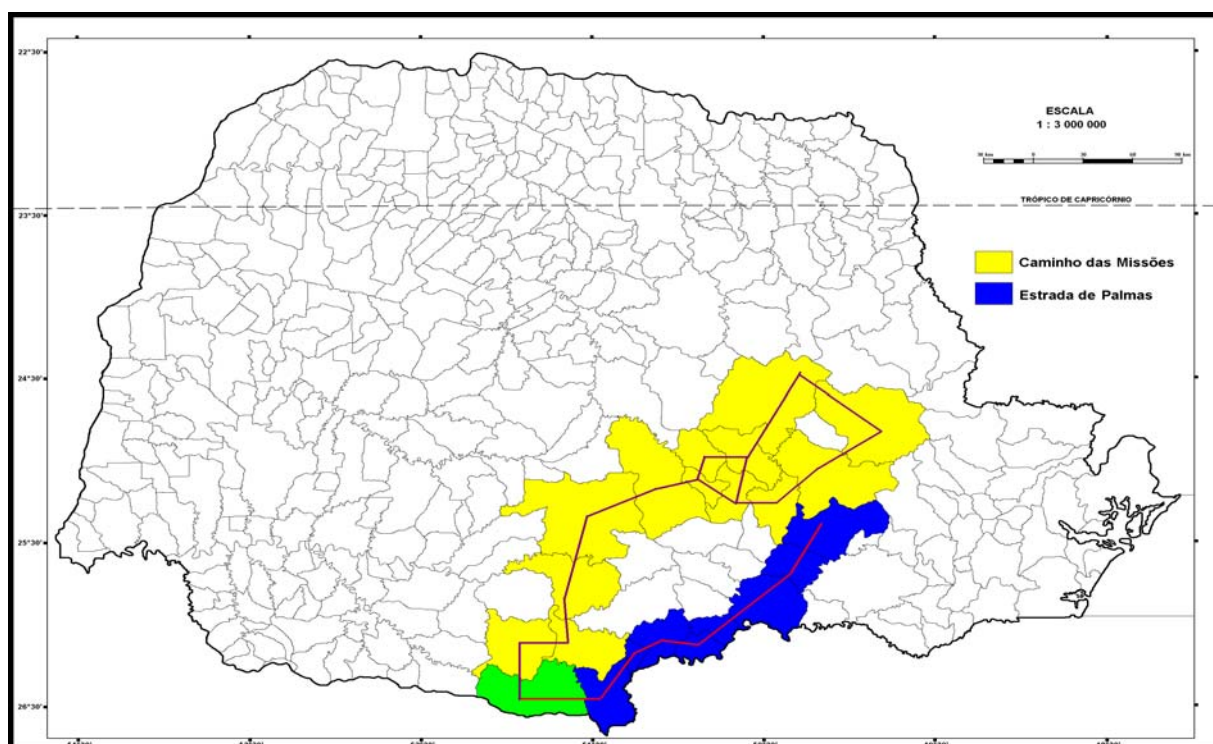 22°30'
ESCALA
1 : 3 000 000
23°30'
TRÓPICO DE CAPRICÓRNIO
Caminho das Missões
Estrada de Palmas
24°30'
25°30'
26°30'